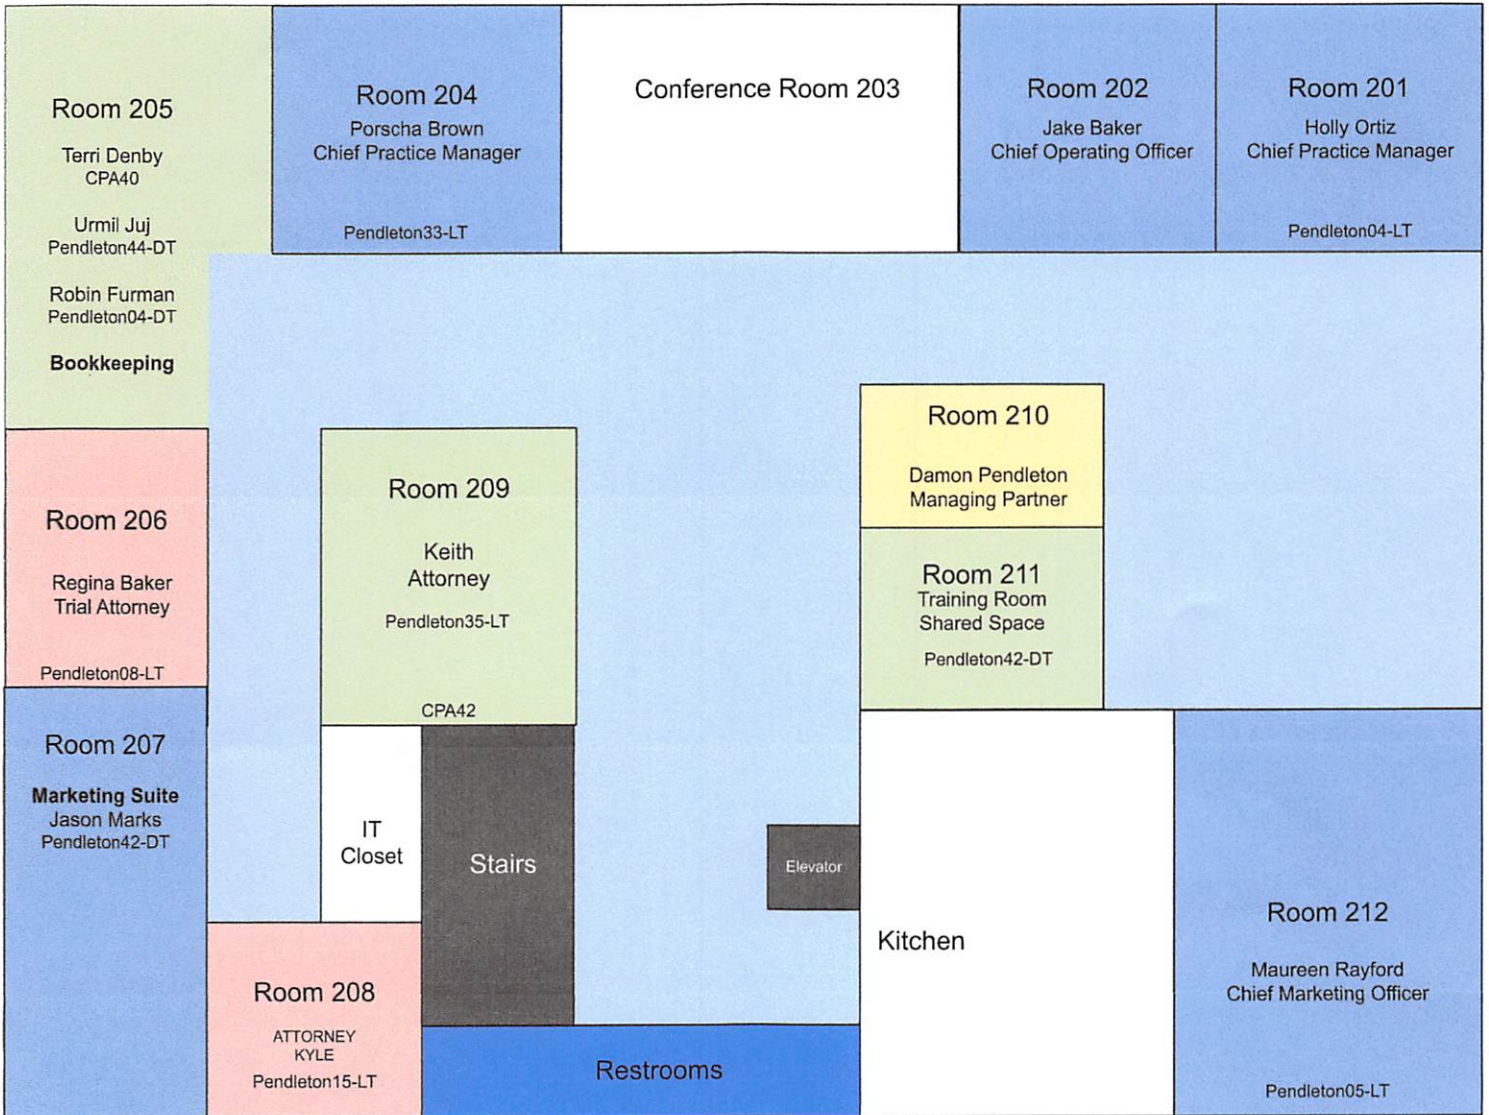 Room 205
Terri Denby
CPA40
Urmil Juj
Pendleton44-DT
Robin Furman
Pendleton04-DT
Bookkeeping
Room 204
Porscha Brown
Chief Practice Manager
Pendleton33-LT
Conference Room 203
Room 202
Jake Baker
Chief Operating Officer
Room 201
Holly Ortiz
Chief Practice Manager
Pendleton04-LT
Room 206
Regina Baker
Trial Attorney
Pendleton08-LT
Room 209
Keith
Attorney
Pendleton35-LT
CPA42
Room 210
Damon Pendleton
Managing Partner
Room 211
Training Room
Shared Space
Pendleton42-DT
Room 207
Marketing Suite
Jason Marks
Pendleton42-DT
IT
Closet
Stairs
Elevator
Kitchen
Room 212
Maureen Rayford
Chief Marketing Officer
Pendleton05-LT
Room 208
ATTORNEY
KYLE
Pendleton15-LT
Restrooms